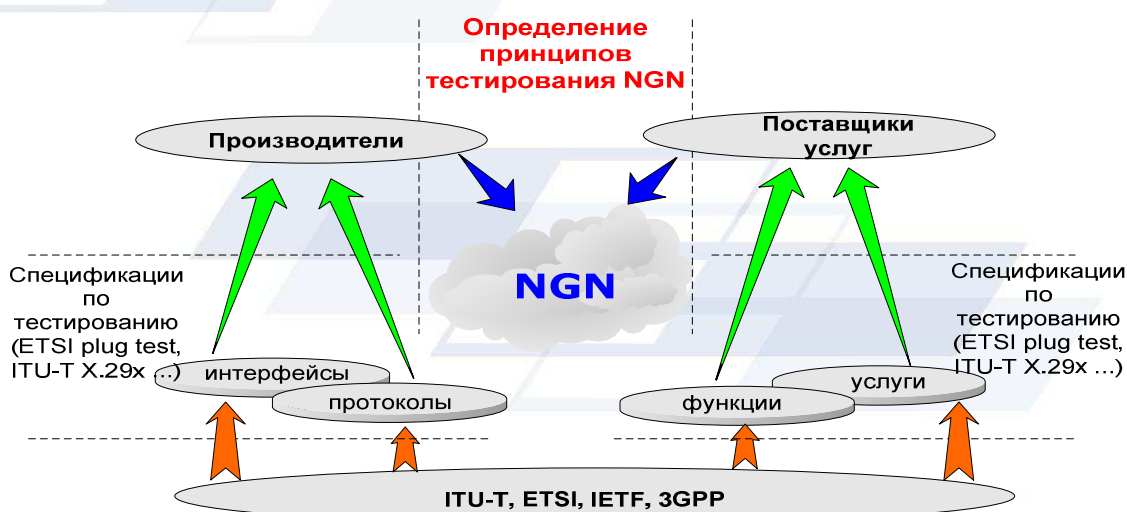 Определение
принципов
тестирования NGN
Производители
Поставщики
услуг
NGN
Спецификации
по
тестированию
(ETSI plug test,
ITU-T X.29x ...)
Спецификации
по
тестированию
(ETSI plug test,
ITU-T X.29x ...)
интерфейсы
протоколы
функции
услуги
ITU-T, ETSI, IETF, 3GPP